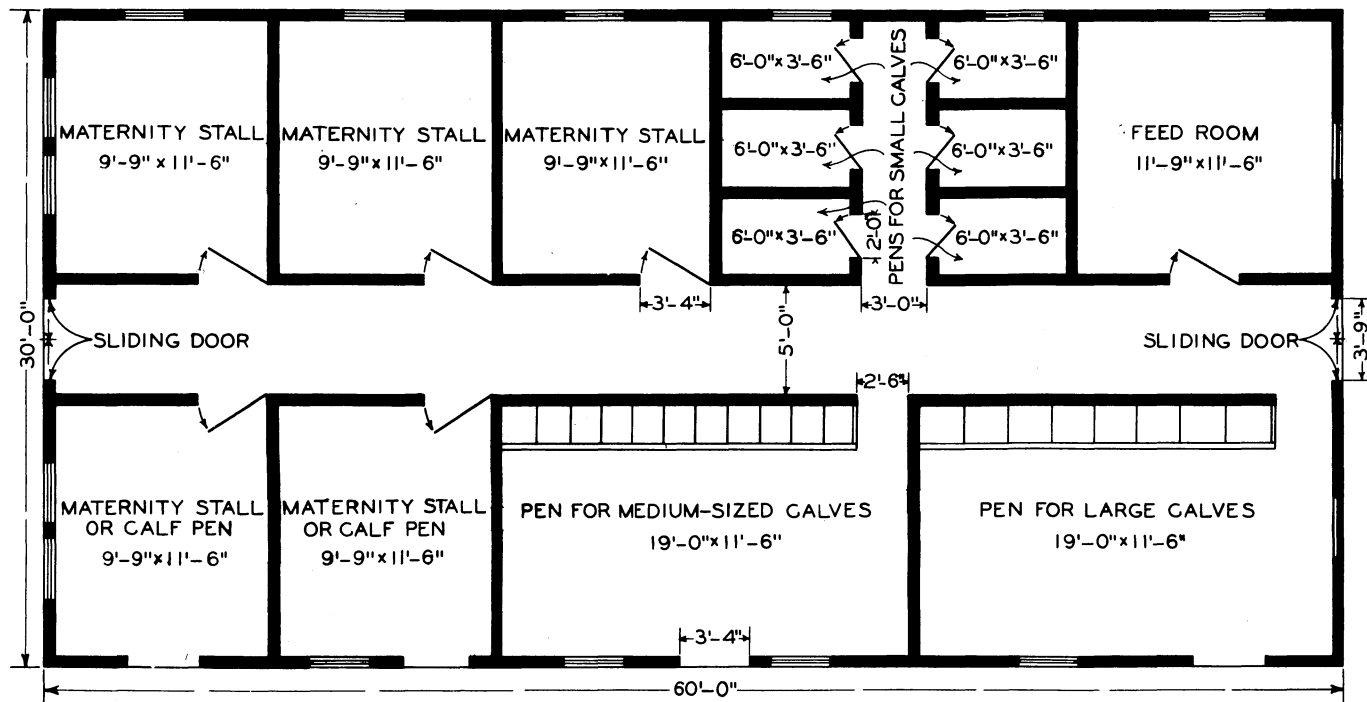 MATERNITY STALL
9'-9" x 11'-6"
MATERNITY STALL
9'-9" x 11'-6"
MATERNITY STALL
9'-9" x 11'-6"
6'-0" x 3'-6"
6'-0" x 3'-6"
6'-0" x 3'-6"
PENS FOR SMALL CALVES
6'-0" x 3'-6"
6'-0" x 3'-6"
6'-0" x 3'-6"
2'-0"
FEED ROOM
11'-9" x 11'-6"
3'-4"
3'-0"
30'-0"
SLIDING DOOR
5'-0"
SLIDING DOOR
3'-9"
2'-6"
MATERNITY STALL
OR CALF PEN
9'-9" x 11'-6"
MATERNITY STALL
OR CALF PEN
9'-9" x 11'-6"
PEN FOR MEDIUM-SIZED CALVES
19'-0" x 11'-6"
PEN FOR LARGE CALVES
19'-0" x 11'-6"
3'-4"
60'-0"